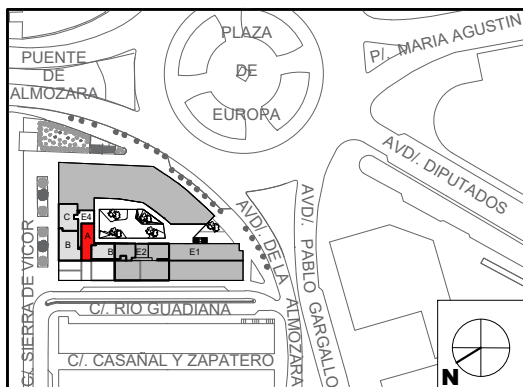 PLAZA
DE
EUROPA
PUENTE
DE
ALMOZARA
P/. MARIA AGUSTIN
AVD/. DIPUTADOS
AVD/. PABLO GARGALLO
AVD/. DE LA ALMOZARA
C/. SIERRA DE VICOR
C
E4
A
B
B
E2
E1
C/. RIO GUADIANA
C/. CASAÑAL Y ZAPATERO
N